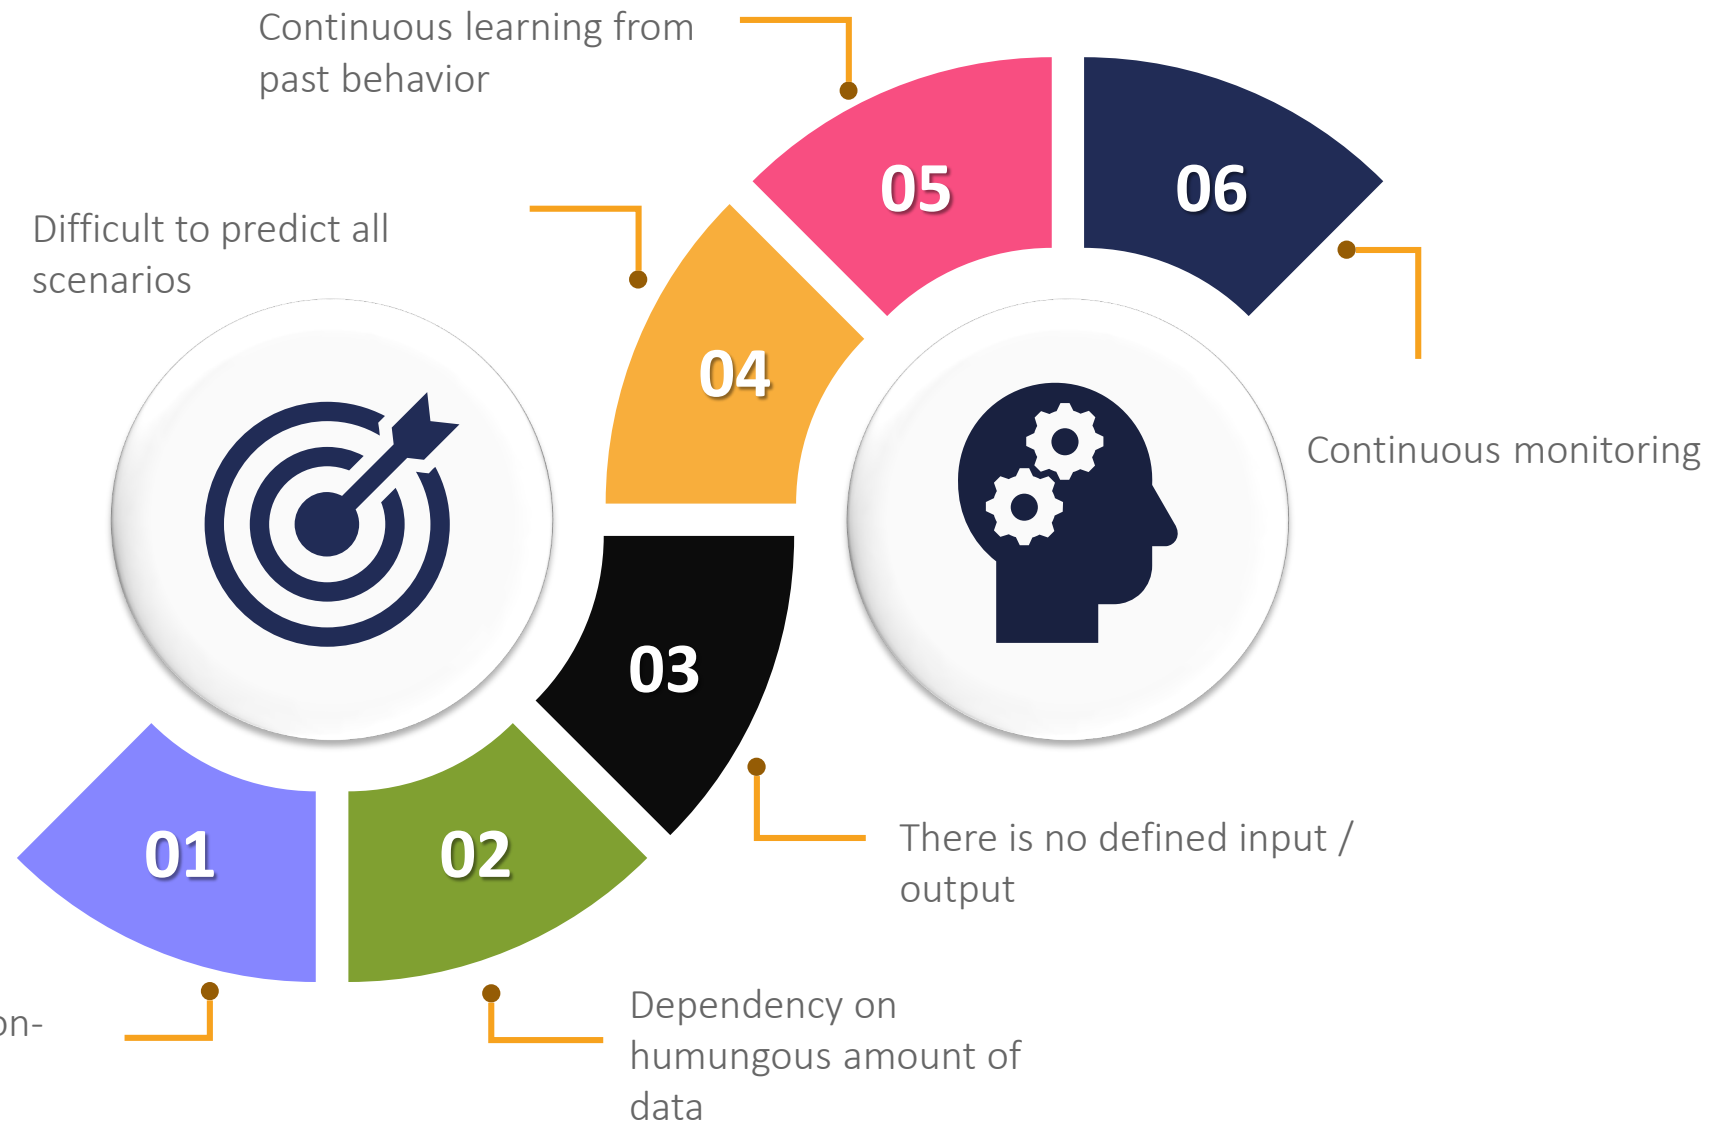 Continuous learning from
past behavior
05
06
Difficult to predict all
scenarios
04
Continuous monitoring
03
There is no defined input /
output
01
02
Dependency on
humungous amount of
data